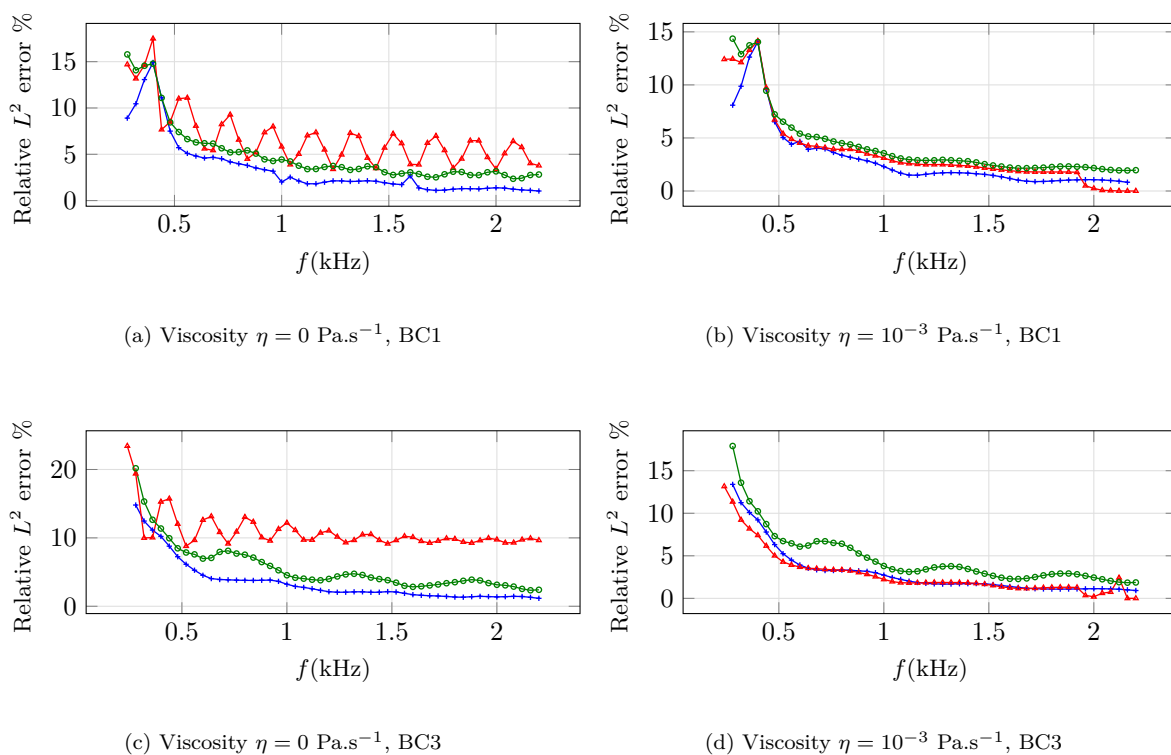 Relative L² error %
15
10
5
0
0.5 1 1.5 2
f(kHz)
(a) Viscosity η = 0 Pa.s⁻¹, BC1
Relative L² error %
15
10
5
0
0.5 1 1.5 2
f(kHz)
(b) Viscosity η = 10⁻³ Pa.s⁻¹, BC1
Relative L² error %
20
10
0
0.5 1 1.5 2
f(kHz)
(c) Viscosity η = 0 Pa.s⁻¹, BC3
Relative L² error %
15
10
5
0
0.5 1 1.5 2
f(kHz)
(d) Viscosity η = 10⁻³ Pa.s⁻¹, BC3